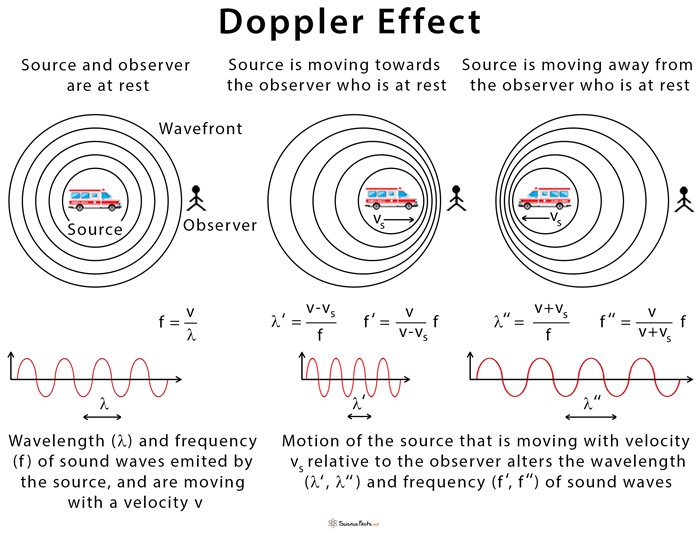 Doppler Effect
Source and observer
are at rest
Source is moving towards
the observer who is at rest
Source is moving away from
the observer who is at rest
Wavefront
Source
Observer
vₛ
vₛ
f = v/λ
λ‘ = (v-vₛ)/f
f‘ = v/(v-vₛ) f
λ“ = (v+vₛ)/f
f“ = v/(v+vₛ) f
λ
λ‘
λ“
Wavelength (λ) and frequency
(f) of sound waves emited by
the source, and are moving
with a velocity v
Motion of the source that is moving with velocity
vₛ relative to the observer alters the wavelength
(λ‘, λ“) and frequency (f‘, f“) of sound waves
ScienceFacts.net